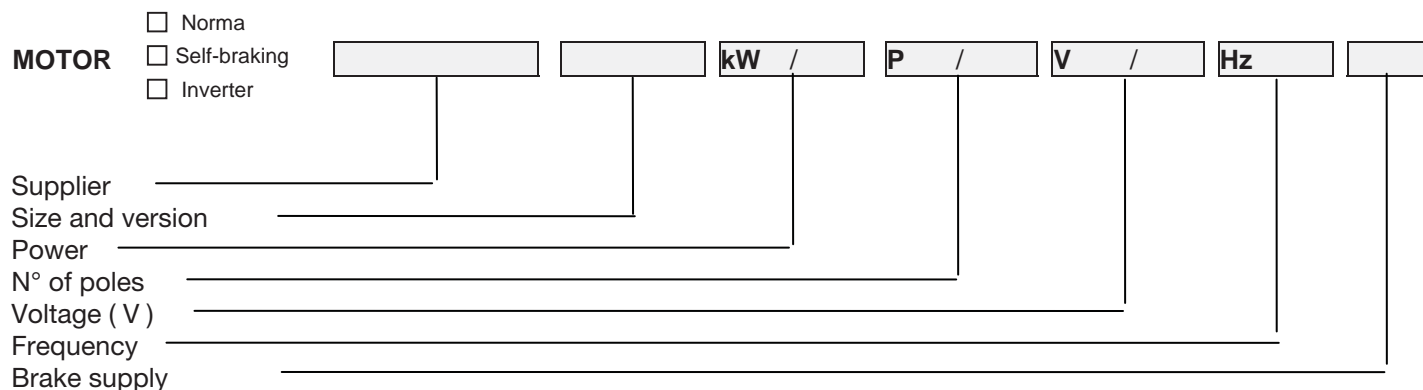 Norma
MOTOR Self-braking kW / P / V / Hz
Inverter
Supplier
Size and version
Power
N° of poles
Voltage ( V )
Frequency
Brake supply